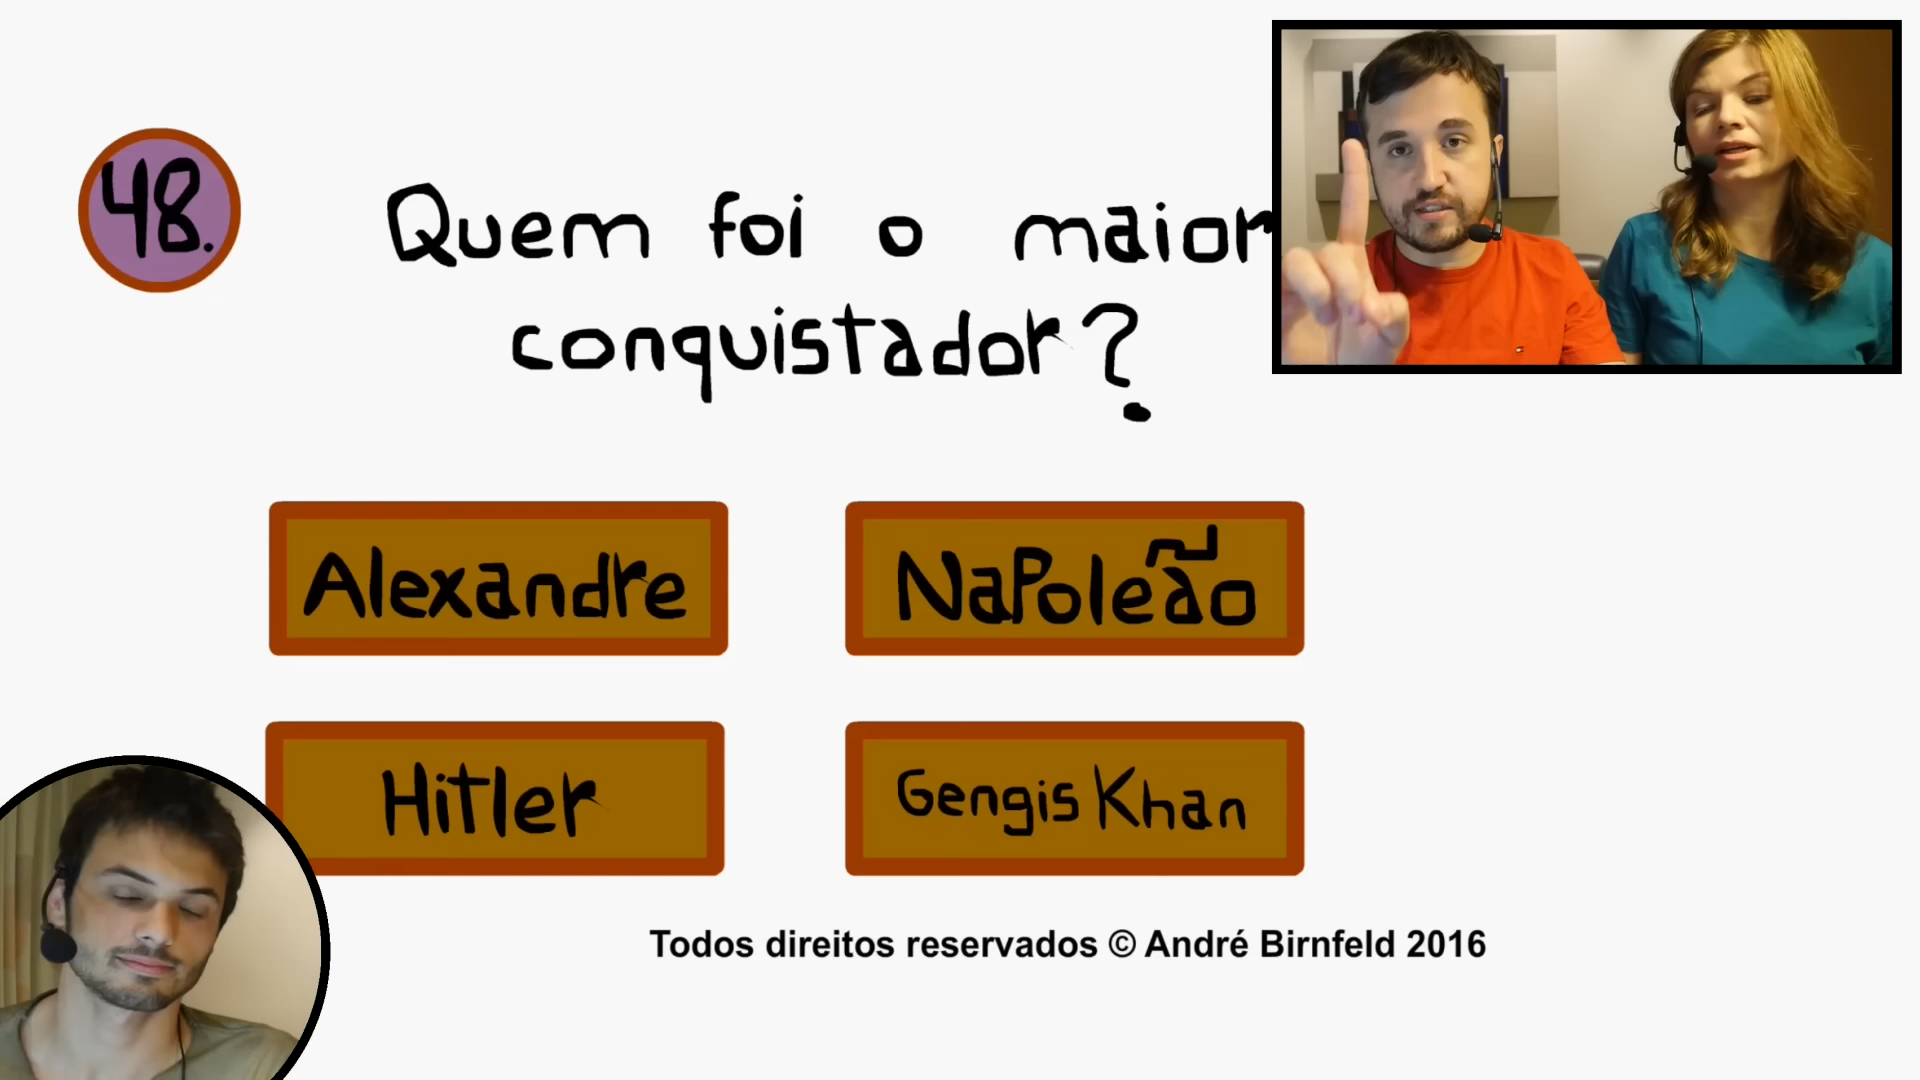 48.
Quem foi o maior
conquistador?
Alexandre
NaPoleão
Hitler
Gengis Khan
Todos direitos reservados © André Birnfeld 2016